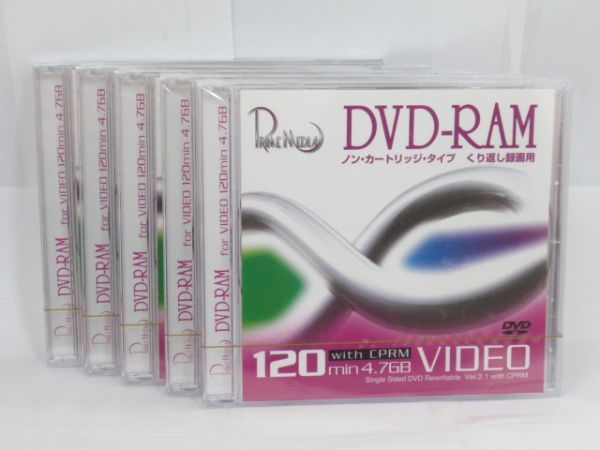 PRIME MEDIA
DVD-RAM
ノン・カートリッジ・タイプ くり返し録画用
DVD
120min 4.7GB with CPRM VIDEO
Single Sided DVD Rewritable Ver.2.1 with CPRM
DVD-RAM for VIDEO 120min 4.7GB
DVD-RAM for VIDEO 120min 4.7GB
DVD-RAM for VIDEO 120min 4.7GB
DVD-RAM for VIDEO 120min 4.7GB
DVD-RAM for VIDEO 120min 4.7GB